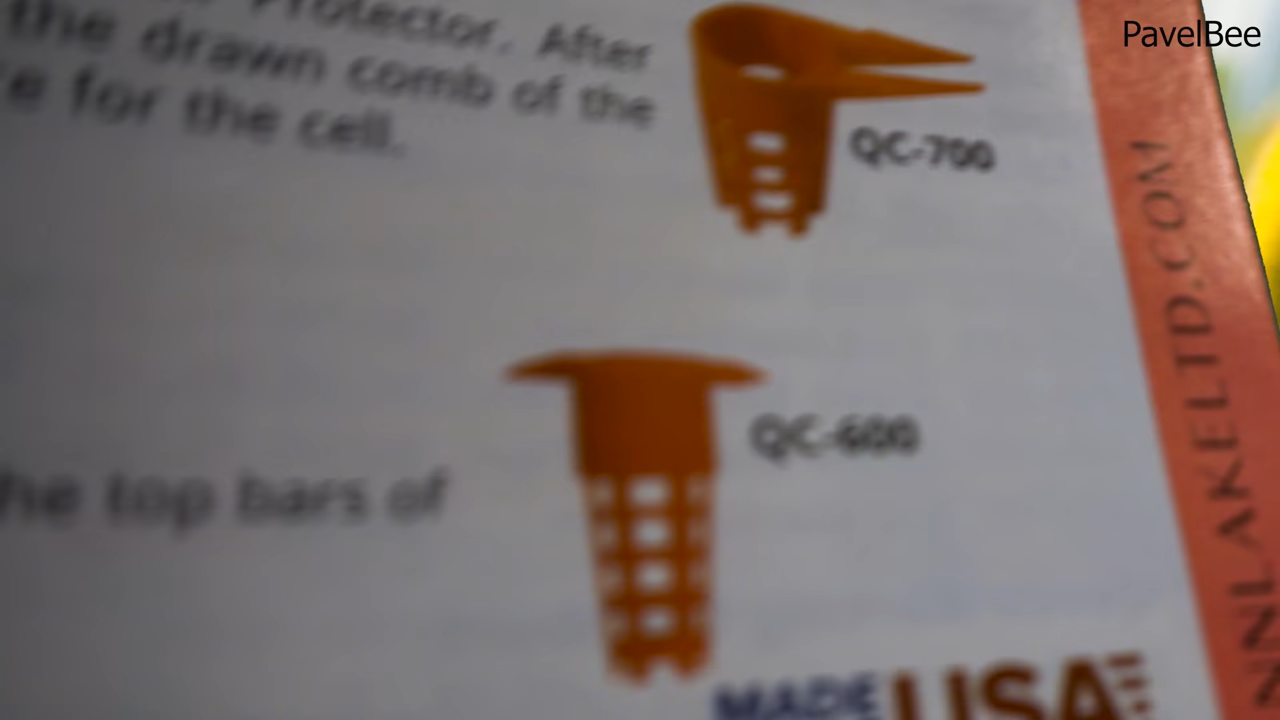 PavelBee
Protector. After
the drawn comb of the
for the cell.
QC-700
QC-600
the top bars of
MADE USA
NNLAKELTD.COM